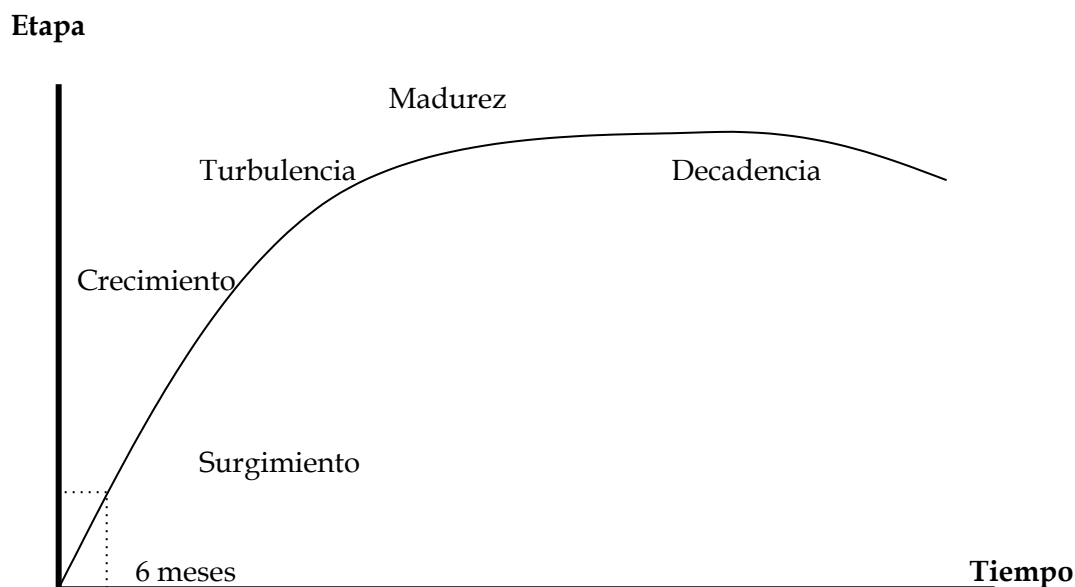 Etapa
Madurez
Turbulencia
Decadencia
Crecimiento
Surgimiento
6 meses
Tiempo